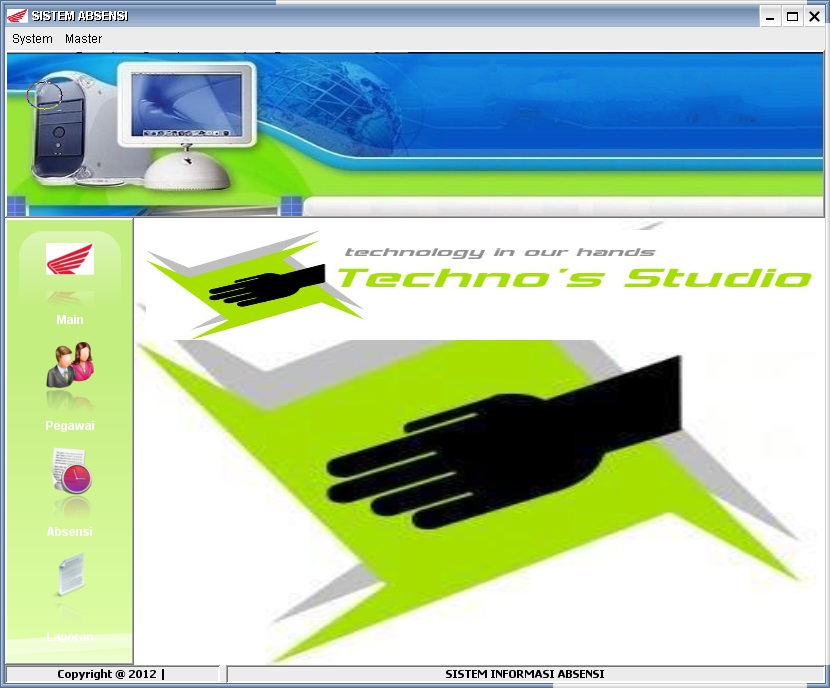 SISTEM ABSENSI
System Master
technology in our hands
Techno's Studio
Main
Pegawai
Absensi
Laporan
Copyright @ 2012 |
SISTEM INFORMASI ABSENSI